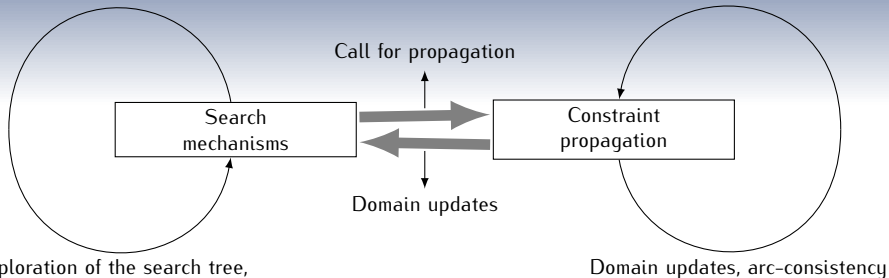 Call for propagation
Search
mechanisms
Constraint
propagation
Domain updates
ploration of the search tree,
Domain updates, arc-consistency